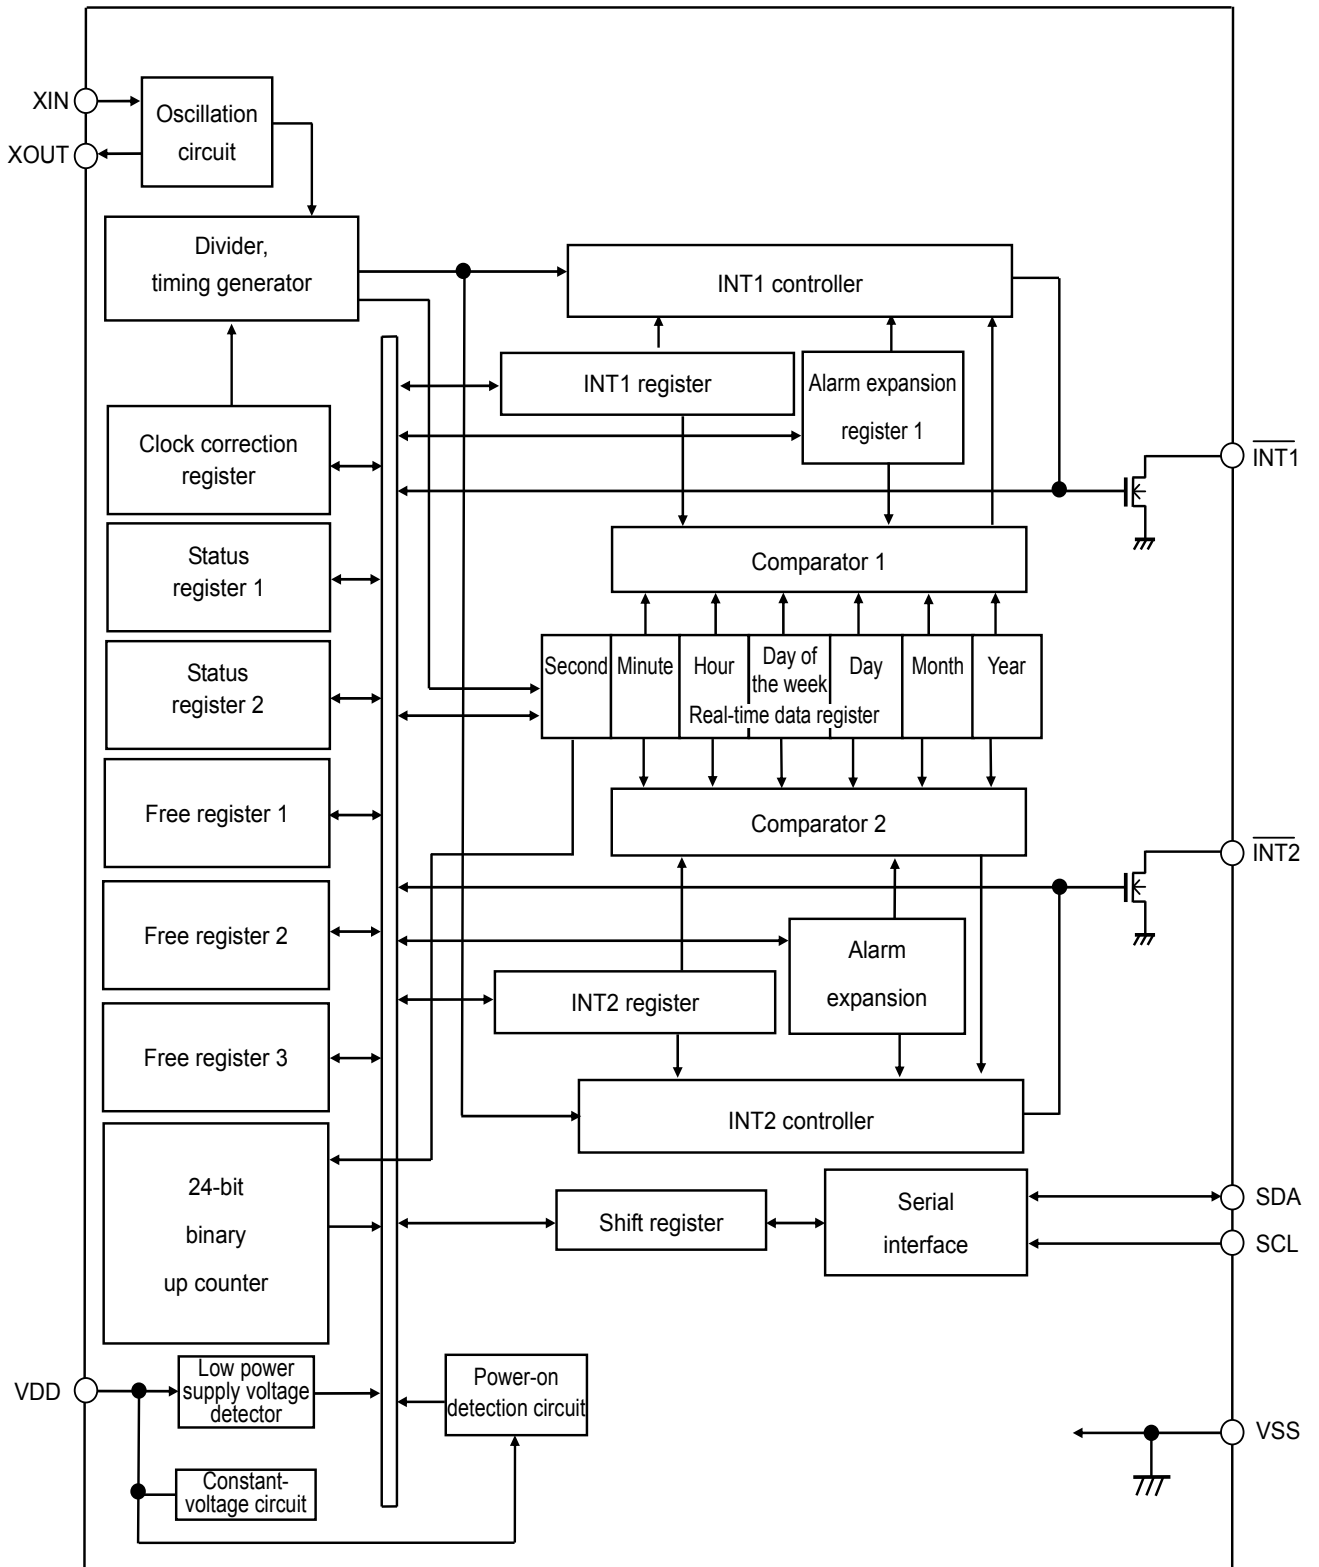 XIN
XOUT
Oscillation
circuit
Divider,
timing generator
INT1 controller
INT1 register
Alarm expansion
register 1
Clock correction
register
INT1
Status
register 1
Comparator 1
Second
Minute
Hour
Day of
the week
Day
Month
Year
Real-time data register
Status
register 2
Free register 1
Comparator 2
INT2
Free register 2
Alarm
expansion
INT2 register
Free register 3
INT2 controller
24-bit
binary
up counter
Shift register
Serial
interface
SDA
SCL
VDD
Low power
supply voltage
detector
Power-on
detection circuit
VSS
Constant-
voltage circuit